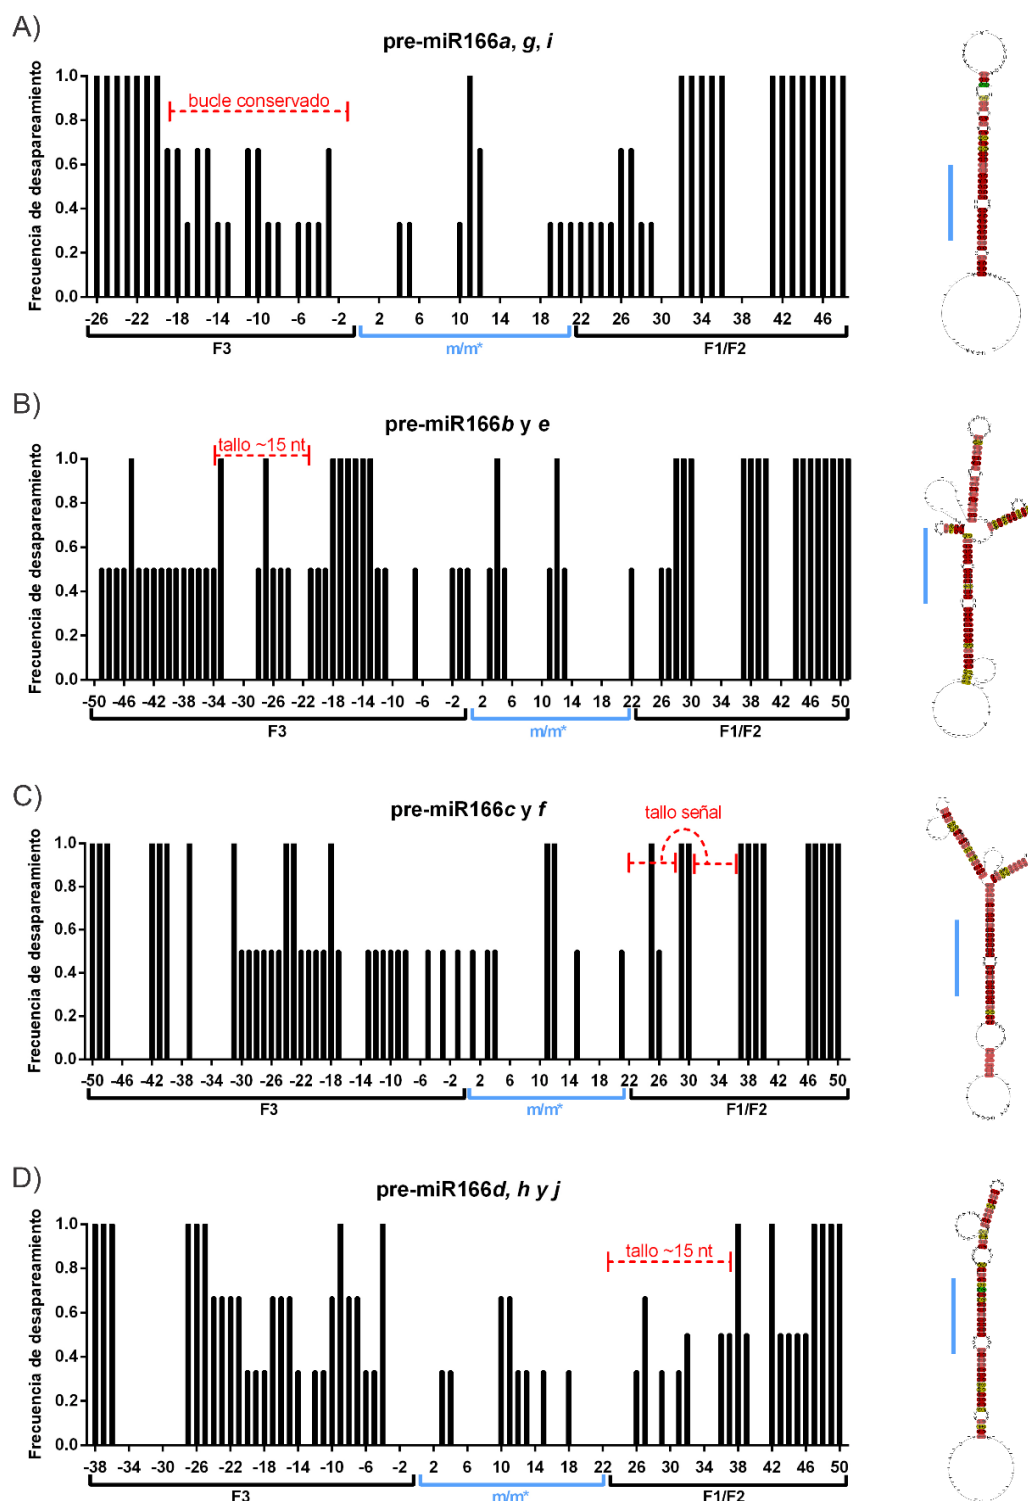 A)
pre-miR166a, g, i
Frecuencia de desapareamiento
1.0
0.8
0.6
0.4
0.2
0.0
bucle conservado
-26 -22 -18 -14 -10 -6 -2 2 6 10 14 18 22 26 30 34 38 42 46
F3 m/m* F1/F2
B)
pre-miR166b y e
Frecuencia de desapareamiento
tallo ~15 nt
1.0
0.8
0.6
0.4
0.2
0.0
-50 -46 -42 -38 -34 -30 -26 -22 -18 -14 -10 -6 -2 2 6 10 14 18 22 26 30 34 38 42 46 50
F3 m/m* F1/F2
C)
pre-miR166c y f
Frecuencia de desapareamiento
tallo señal
1.0
0.8
0.6
0.4
0.2
0.0
-50 -46 -42 -38 -34 -30 -26 -22 -18 -14 -10 -6 -2 2 6 10 14 18 22 26 30 34 38 42 46 50
F3 m/m* F1/F2
D)
pre-miR166d, h y j
Frecuencia de desapareamiento
1.0
0.8
0.6
0.4
0.2
0.0
tallo ~15 nt
-38 -34 -30 -26 -22 -18 -14 -10 -6 -2 2 6 10 14 18 22 26 30 34 38 42 46 50
F3 m/m* F1/F2